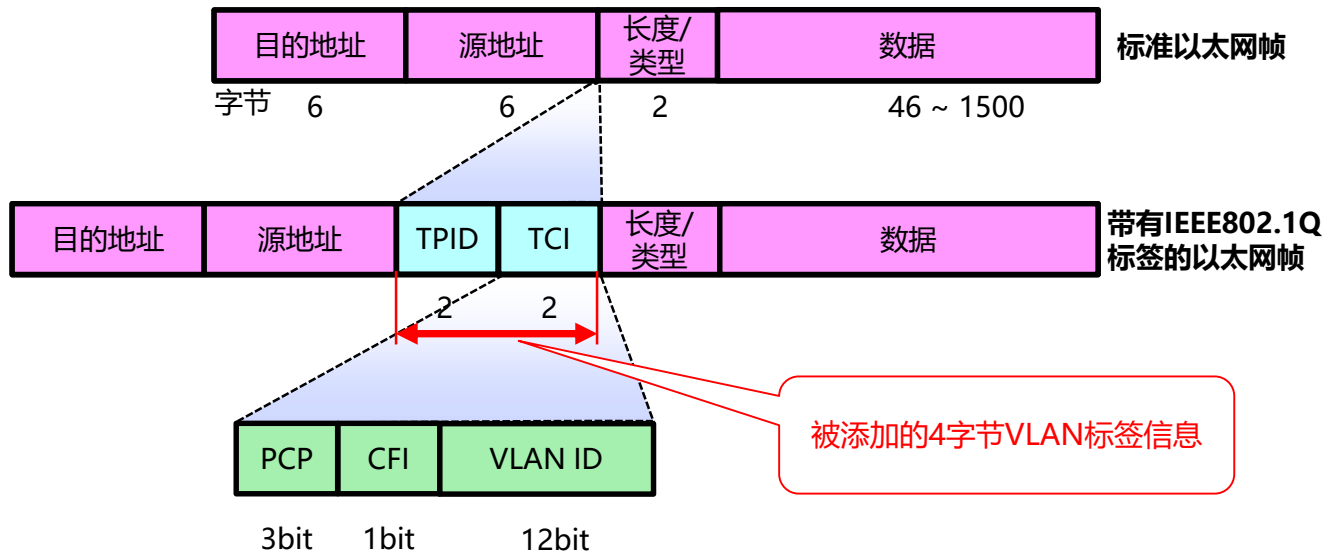 目的地址
源地址
长度/
类型
数据
标准以太网帧
字节
6
6
2
46 ~ 1500
目的地址
源地址
TPID
TCI
长度/
类型
数据
带有IEEE802.1Q
标签的以太网帧
2
2
被添加的4字节VLAN标签信息
PCP
CFI
VLAN ID
3bit
1bit
12bit